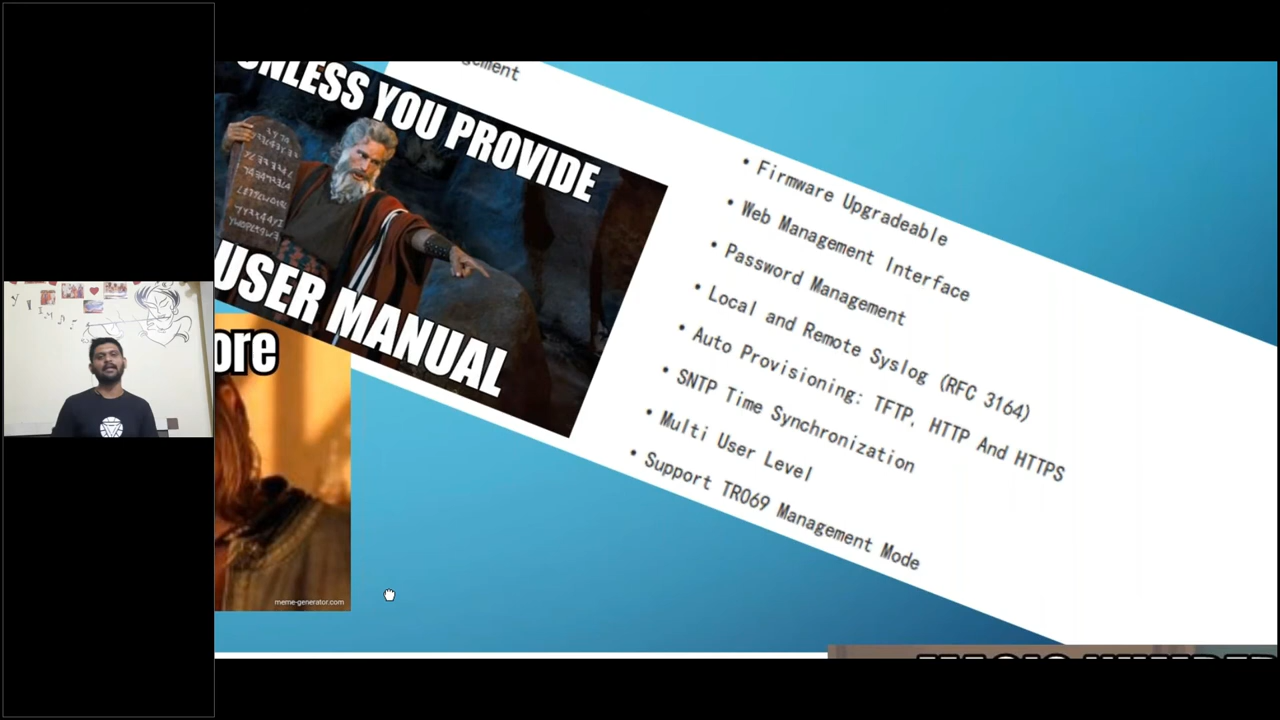 UNLESS YOU PROVIDE
USER MANUAL
ore
meme-generator.com
• Firmware Upgradeable
• Web Management Interface
• Password Management
• Local and Remote Syslog (RFC 3164)
• Auto Provisioning: TFTP, HTTP And HTTPS
• SNTP Time Synchronization
• Multi User Level
• Support TR069 Management Mode